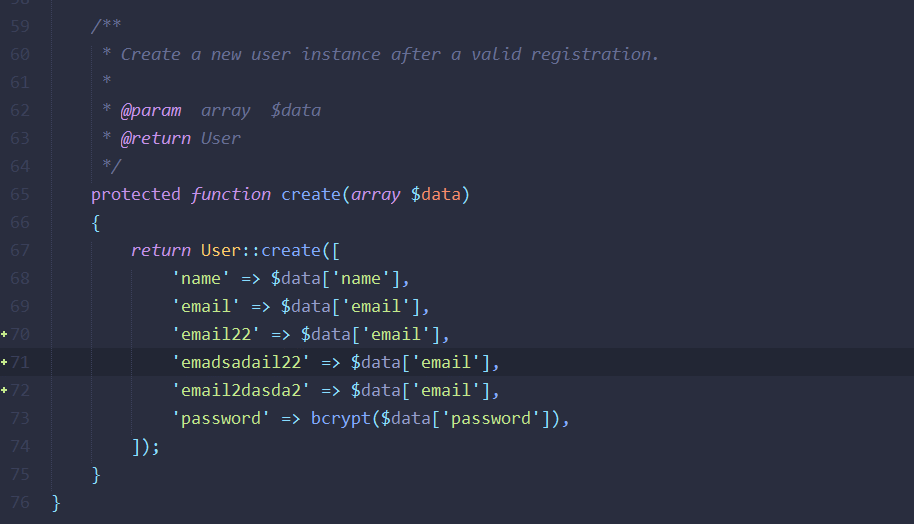 59 /**
60 * Create a new user instance after a valid registration.
61 *
62 * @param  array  $data
63 * @return User
64 */
65 protected function create(array $data)
66 {
67 return User::create([
68 'name' => $data['name'],
69 'email' => $data['email'],
+70 'email22' => $data['email'],
+71 'emadsadail22' => $data['email'],
+72 'email2dasda2' => $data['email'],
73 'password' => bcrypt($data['password']),
74 ]);
75 }
76 }